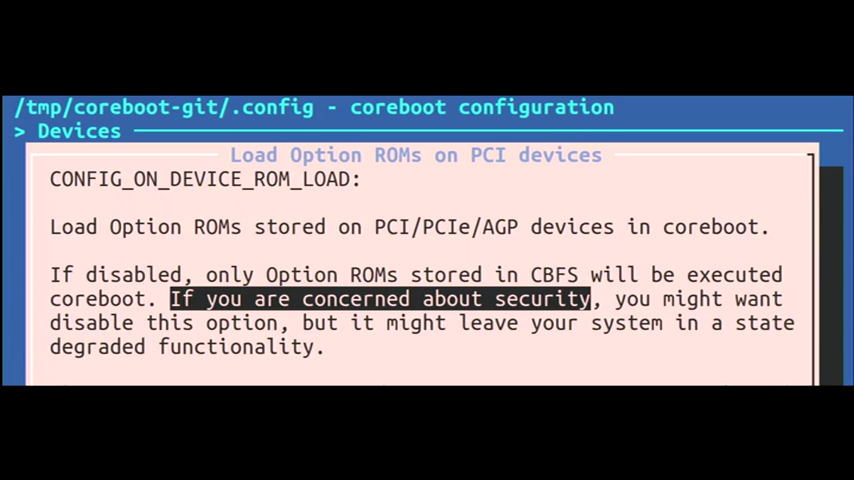 /tmp/coreboot-git/.config - coreboot configuration
> Devices
Load Option ROMs on PCI devices
CONFIG_ON_DEVICE_ROM_LOAD:
Load Option ROMs stored on PCI/PCIe/AGP devices in coreboot.
If disabled, only Option ROMs stored in CBFS will be executed
coreboot. If you are concerned about security, you might want
disable this option, but it might leave your system in a state
degraded functionality.